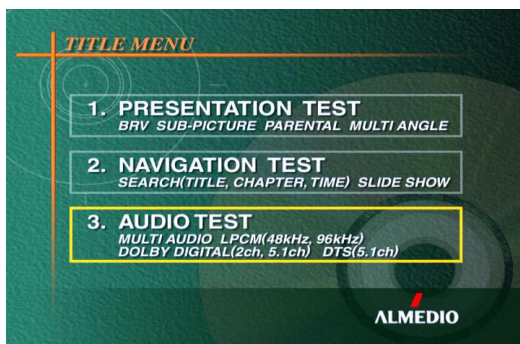 TITLE MENU
1. PRESENTATION TEST
BRV SUB-PICTURE PARENTAL MULTI ANGLE
2. NAVIGATION TEST
SEARCH(TITLE, CHAPTER, TIME) SLIDE SHOW
3. AUDIO TEST
MULTI AUDIO LPCM(48kHz, 96kHz)
DOLBY DIGITAL(2ch, 5.1ch) DTS(5.1ch)
ALMEDIO